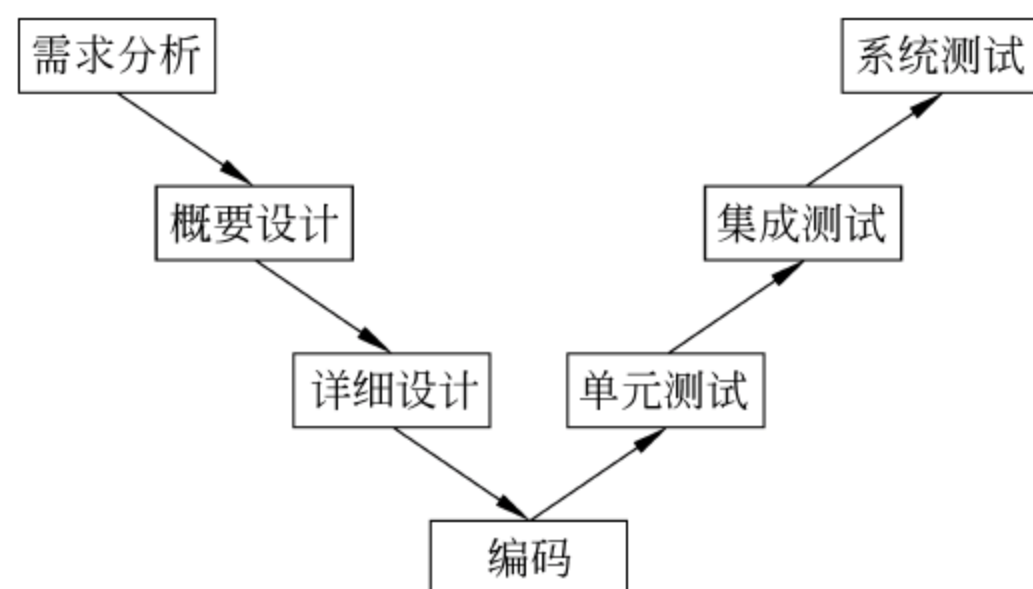 需求分析
系统测试
概要设计
集成测试
详细设计
单元测试
编码